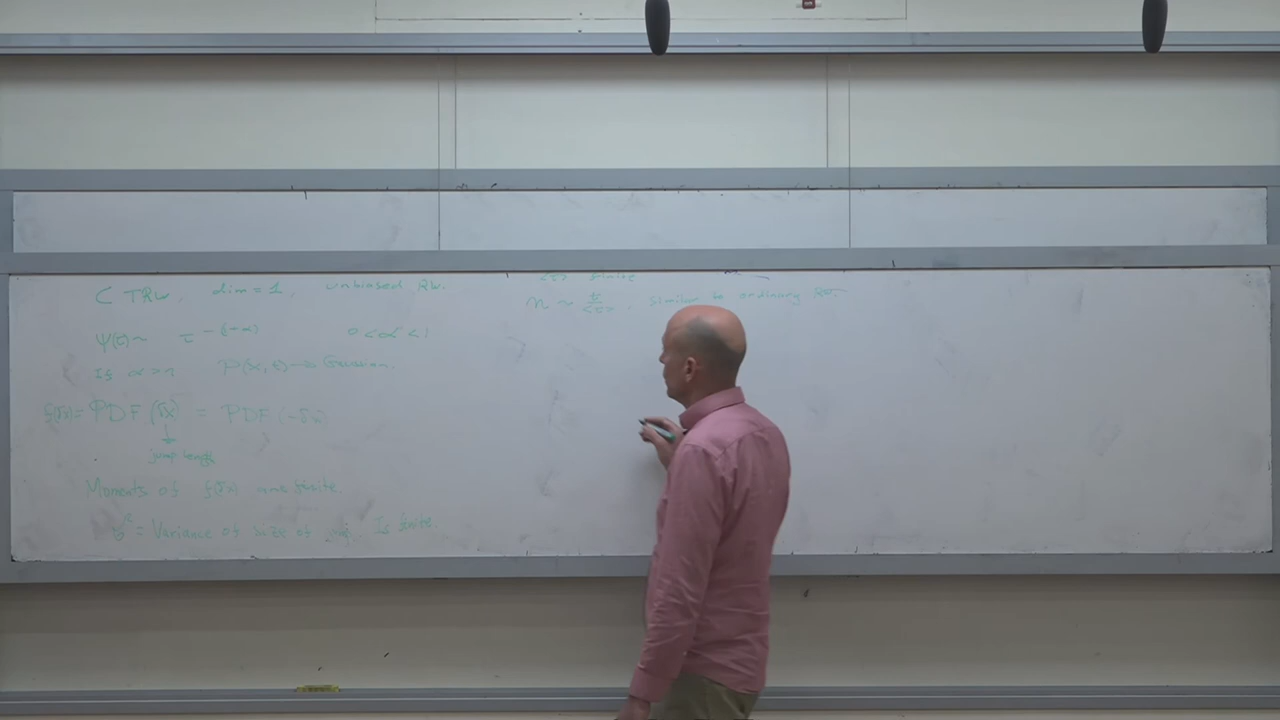 CTRW, dim = 1, unbiased RW.
ψ(τ) ~ τ^-(1-α) 0 < α < 1
If α > 1 P(x,t) → Gaussian.
f(δx) = PDF(δx) = PDF(-δx)
jump length
Moments of f(δx) are finite.
σ² = Variance of size of jump. Is finite.
<τ> finite
n ~ t/<τ>, similar to ordinary RW.